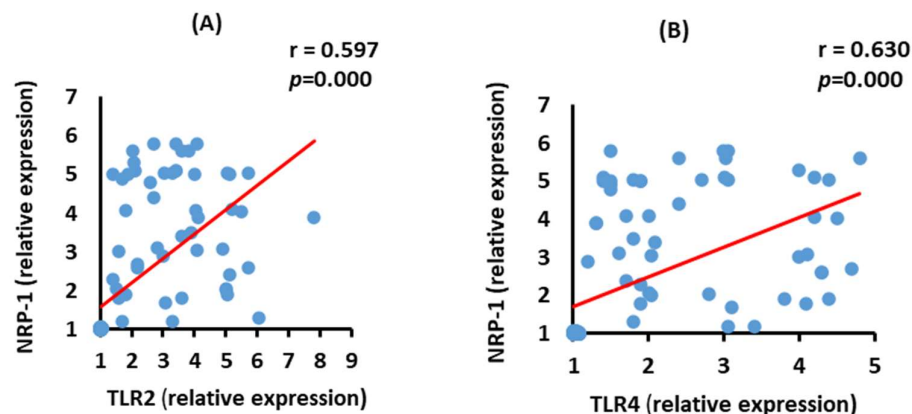 (A)
r = 0.597
p=0.000
NRP-1 (relative expression)
7
6
5
4
3
2
1
1 2 3 4 5 6 7 8 9
TLR2 (relative expression)
(B)
r = 0.630
p=0.000
NRP-1 (relative expression)
7
6
5
4
3
2
1
1 2 3 4 5
TLR4 (relative expression)